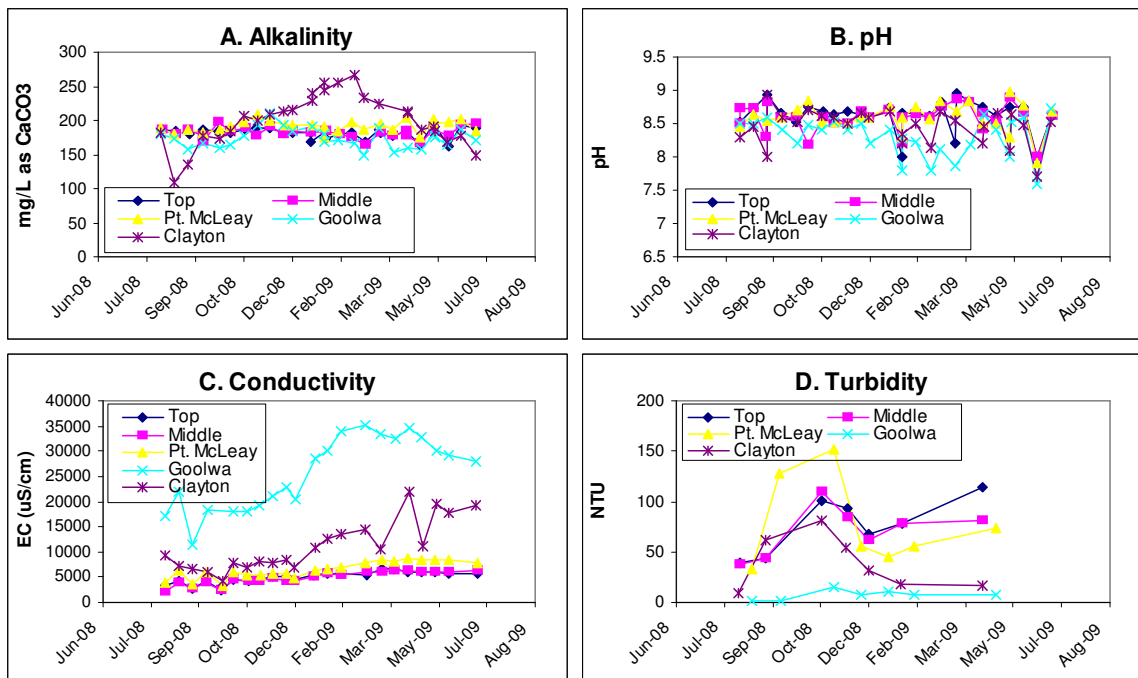 A. Alkalinity
mg/L as CaCO3
300
250
200
150
100
50
0
Top
Middle
Pt. McLeay
Goolwa
Clayton
Jun-08
Jul-08
Sep-08
Oct-08
Dec-08
Feb-09
Mar-09
May-09
Jul-09
Aug-09
B. pH
pH
9.5
9
8.5
8
7.5
7
6.5
Top
Middle
Pt. McLeay
Goolwa
Clayton
Jun-08
Jul-08
Sep-08
Oct-08
Dec-08
Feb-09
Mar-09
May-09
Jul-09
Aug-09
C. Conductivity
EC (uS/cm)
40000
35000
30000
25000
20000
15000
10000
5000
0
Top
Middle
Pt. McLeay
Goolwa
Clayton
Jun-08
Jul-08
Sep-08
Oct-08
Dec-08
Feb-09
Mar-09
May-09
Jul-09
Aug-09
D. Turbidity
NTU
200
150
100
50
0
Top
Middle
Pt. McLeay
Goolwa
Clayton
Jun-08
Jul-08
Sep-08
Oct-08
Dec-08
Feb-09
Mar-09
May-09
Jul-09
Aug-09